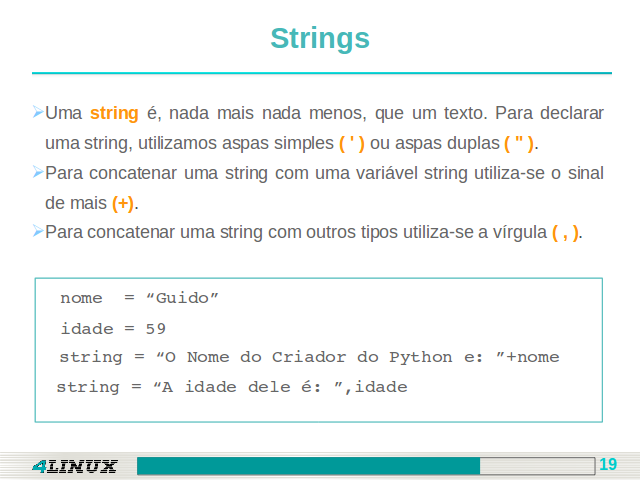 Strings
Uma string é, nada mais nada menos, que um texto. Para declarar
uma string, utilizamos aspas simples ( ' ) ou aspas duplas ( " ).
Para concatenar uma string com uma variável string utiliza-se o sinal
de mais (+).
Para concatenar uma string com outros tipos utiliza-se a vírgula ( , ).
nome  = “Guido”
idade = 59
string = “O Nome do Criador do Python e: ”+nome
string = “A idade dele é: ”,idade
4LINUX
19